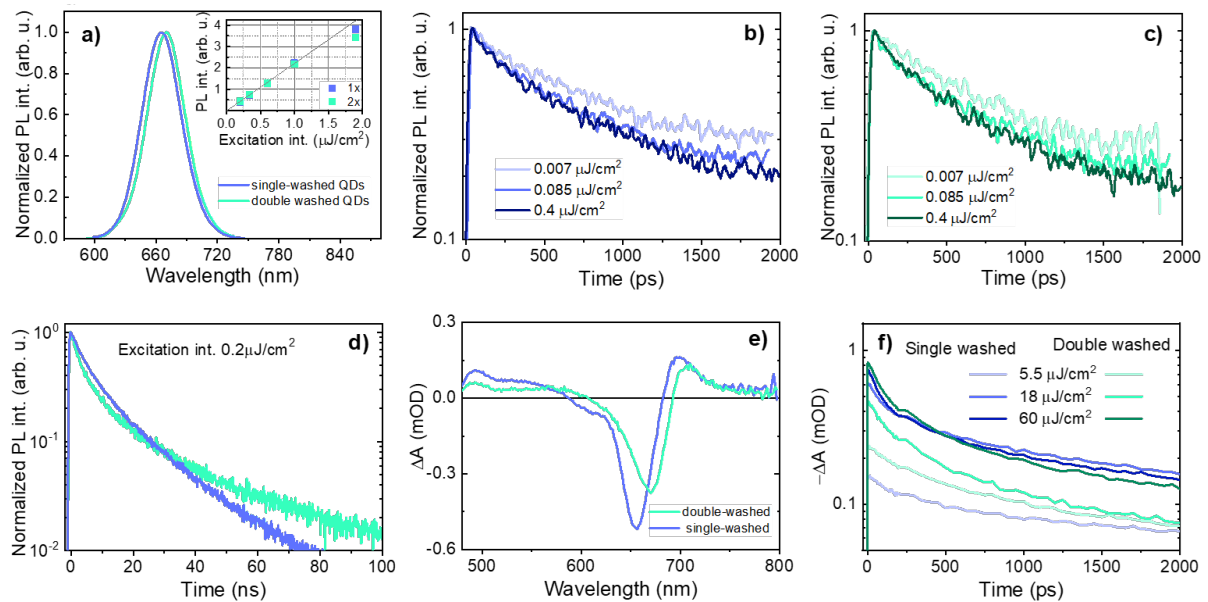 a)
Normalized PL int. (arb. u.)
1.0
0.8
0.6
0.4
0.2
0.0
600 660 720 780 840
Wavelength (nm)
single-washed QDs
double washed QDs
PL int. (arb. u.)
4
3
2
1
0
0.0 0.5 1.0 1.5 2.0
Excitation int. (μJ/cm²)
1x
2x
b)
Normalized PL int. (arb. u.)
1
0.1
0 500 1000 1500 2000
Time (ps)
0.007 μJ/cm²
0.085 μJ/cm²
0.4 μJ/cm²
c)
Normalized PL int. (arb. u.)
1
0.1
0 500 1000 1500 2000
Time (ps)
0.007 μJ/cm²
0.085 μJ/cm²
0.4 μJ/cm²
d)
Normalized PL int. (arb. u.)
10⁰
10⁻¹
10⁻²
0 20 40 60 80 100
Time (ns)
Excitation int. 0.2μJ/cm²
e)
ΔA (mOD)
0.3
0.0
-0.3
-0.6
500 600 700 800
Wavelength (nm)
double-washed
single-washed
f)
−ΔA (mOD)
1
0.1
0 500 1000 1500 2000
Time (ps)
Single washed Double washed
5.5 μJ/cm²
18 μJ/cm²
60 μJ/cm²